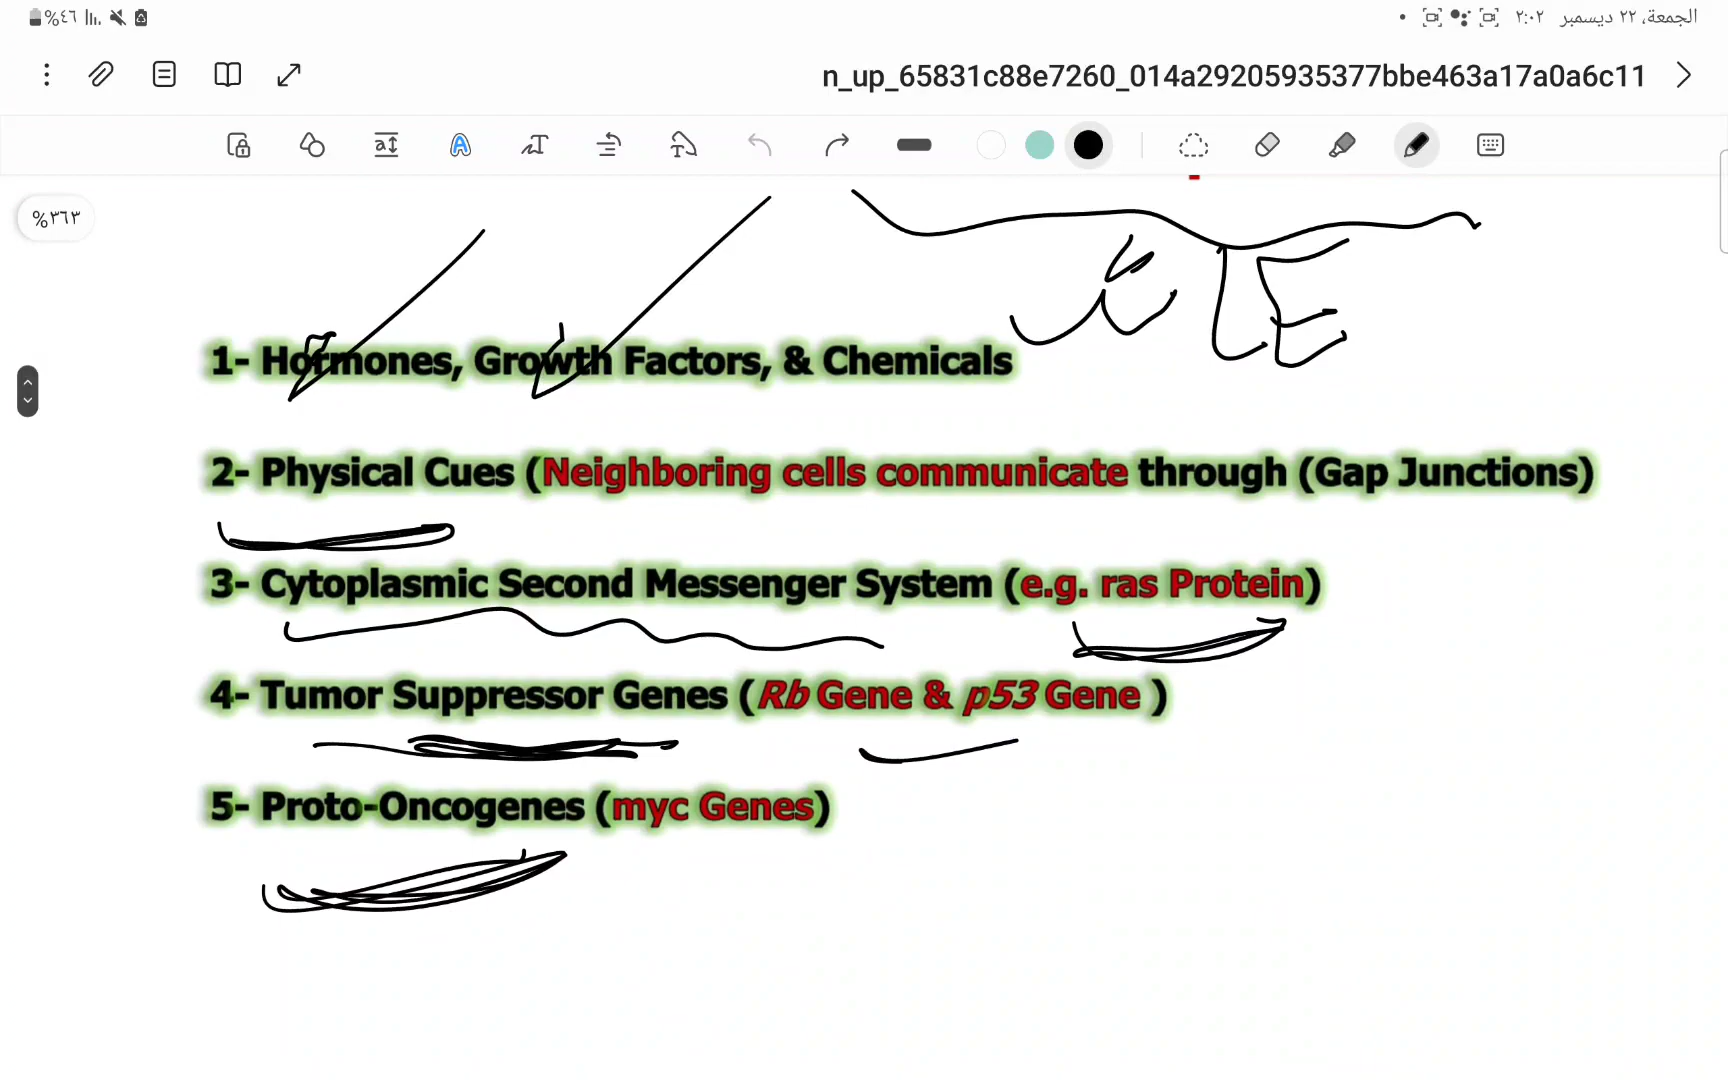 %٤٦
الجمعة، ٢٢ ديسمبر ٢:٠٢
n_up_65831c88e7260_014a29205935377bbe463a17a0a6c11
%٣٦٣
1- Hormones, Growth Factors, & Chemicals
2- Physical Cues (Neighboring cells communicate through (Gap Junctions)
3- Cytoplasmic Second Messenger System (e.g. ras Protein)
4- Tumor Suppressor Genes (Rb Gene & p53 Gene )
5- Proto-Oncogenes (myc Genes)